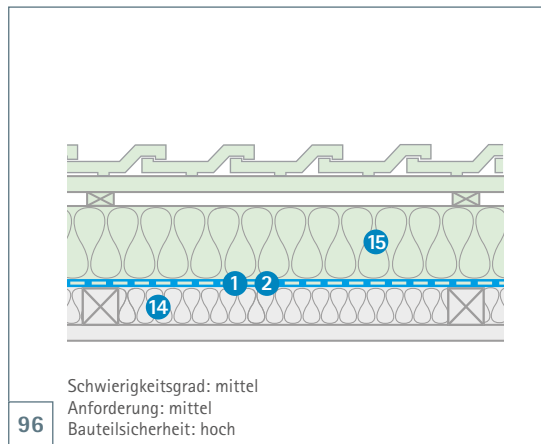 15
1 2
14
Schwierigkeitsgrad: mittel
Anforderung: mittel
96 Bauteilsicherheit: hoch